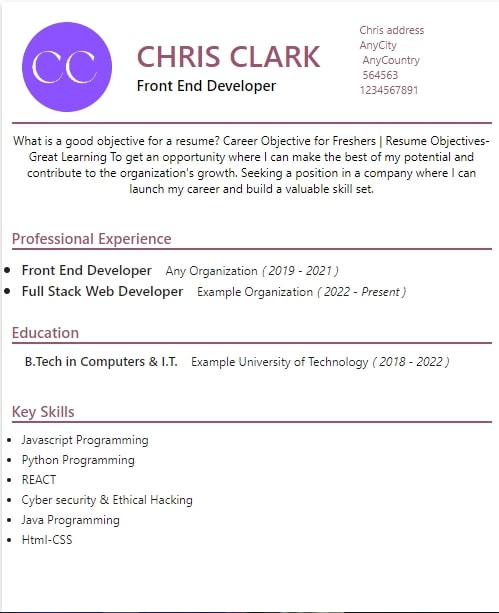 CC
CHRIS CLARK
Front End Developer
Chris address
AnyCity
AnyCountry
564563
1234567891
What is a good objective for a resume? Career Objective for Freshers | Resume Objectives-
Great Learning To get an opportunity where I can make the best of my potential and
contribute to the organization's growth. Seeking a position in a company where I can
launch my career and build a valuable skill set.
Professional Experience
Front End Developer Any Organization ( 2019 - 2021 )
Full Stack Web Developer Example Organization ( 2022 - Present )
Education
B.Tech in Computers & I.T. Example University of Technology ( 2018 - 2022 )
Key Skills
Javascript Programming
Python Programming
REACT
Cyber security & Ethical Hacking
Java Programming
Html-CSS